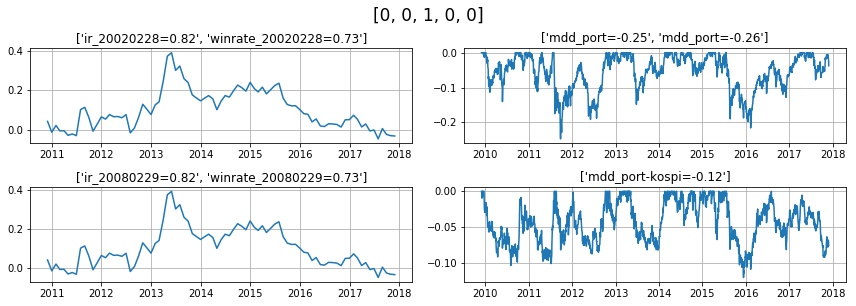 [0, 0, 1, 0, 0]
['ir_20020228=0.82', 'winrate_20020228=0.73']
0.4
0.2
0.0
2011 2012 2013 2014 2015 2016 2017 2018
['mdd_port=-0.25', 'mdd_port=-0.26']
0.0
−0.1
−0.2
2010 2011 2012 2013 2014 2015 2016 2017 2018
['ir_20080229=0.82', 'winrate_20080229=0.73']
0.4
0.2
0.0
2011 2012 2013 2014 2015 2016 2017 2018
['mdd_port-kospi=-0.12']
0.00
−0.05
−0.10
2010 2011 2012 2013 2014 2015 2016 2017 2018